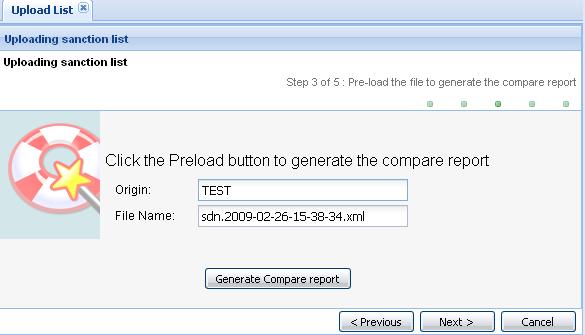 Upload List
Uploading sanction list
Uploading sanction list
Step 3 of 5 : Pre-load the file to generate the compare report
Click the Preload button to generate the compare report
Origin: TEST
File Name: sdn.2009-02-26-15-38-34.xml
Generate Compare report
< Previous Next > Cancel